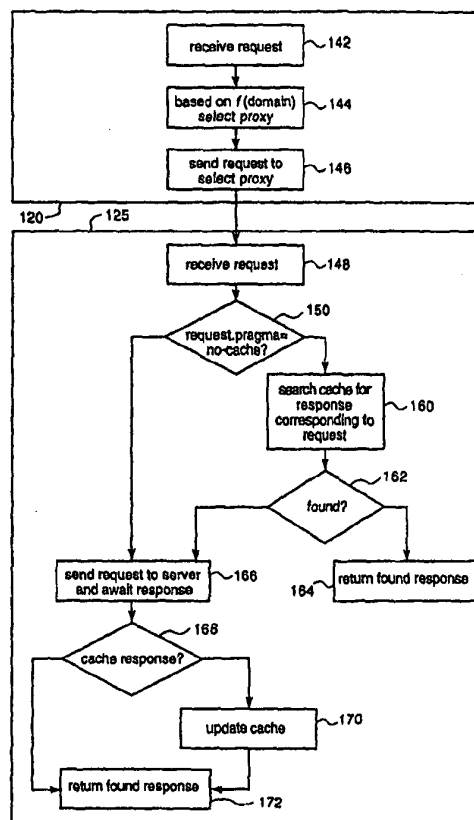 receive request
142
based on f (domain)
select proxy
144
send request to
select proxy
146
120
125
receive request
148
150
request.pragma=
no-cache?
search cache for
response
corresponding to
request
160
162
found?
send request to server
and await response
166
164
return found response
168
cache response?
update cache
170
return found response
172